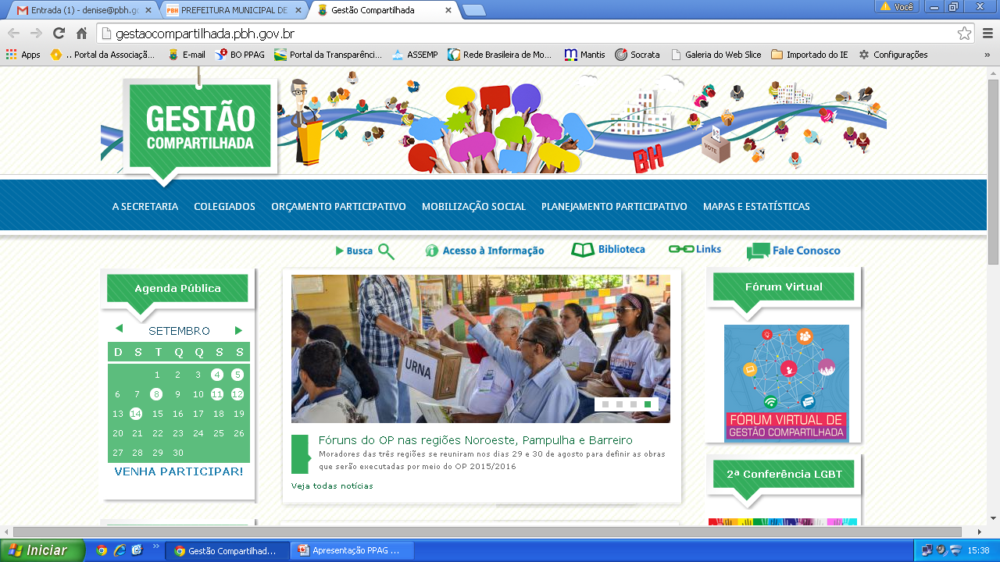 Entrada (1) - denise@pbh.gc
PREFEITURA MUNICIPAL DE
Gestão Compartilhada
Você
gestaocompartilhada.pbh.gov.br
Apps
.. Portal da Associaçã...
E-mail
BO PPAG
Portal da Transparênci...
ASSEMP
Rede Brasileira de Mo...
Mantis
Socrata
Galeria do Web Slice
Importado do IE
Configurações
»
GESTÃO
COMPARTILHADA
BH
VOTE
A SECRETARIA
COLEGIADOS
ORÇAMENTO PARTICIPATIVO
MOBILIZAÇÃO SOCIAL
PLANEJAMENTO PARTICIPATIVO
MAPAS E ESTATÍSTICAS
Busca
Acesso à Informação
Biblioteca
Links
Fale Conosco
Agenda Pública
SETEMBRO
D S T Q Q S S
1 2 3 4 5
6 7 8 9 10 11 12
13 14 15 16 17 18 19
20 21 22 23 24 25 26
27 28 29 30
VENHA PARTICIPAR!
URNA
Fóruns do OP nas regiões Noroeste, Pampulha e Barreiro
Moradores das três regiões se reuniram nos dias 29 e 30 de agosto para definir as obras
que serão executadas por meio do OP 2015/2016
Veja todas notícias
Fórum Virtual
FÓRUM VIRTUAL DE
GESTÃO COMPARTILHADA
2ª Conferência LGBT
Iniciar
»
Gestão Compartilhad...
Apresentação PPAG ...
15:38